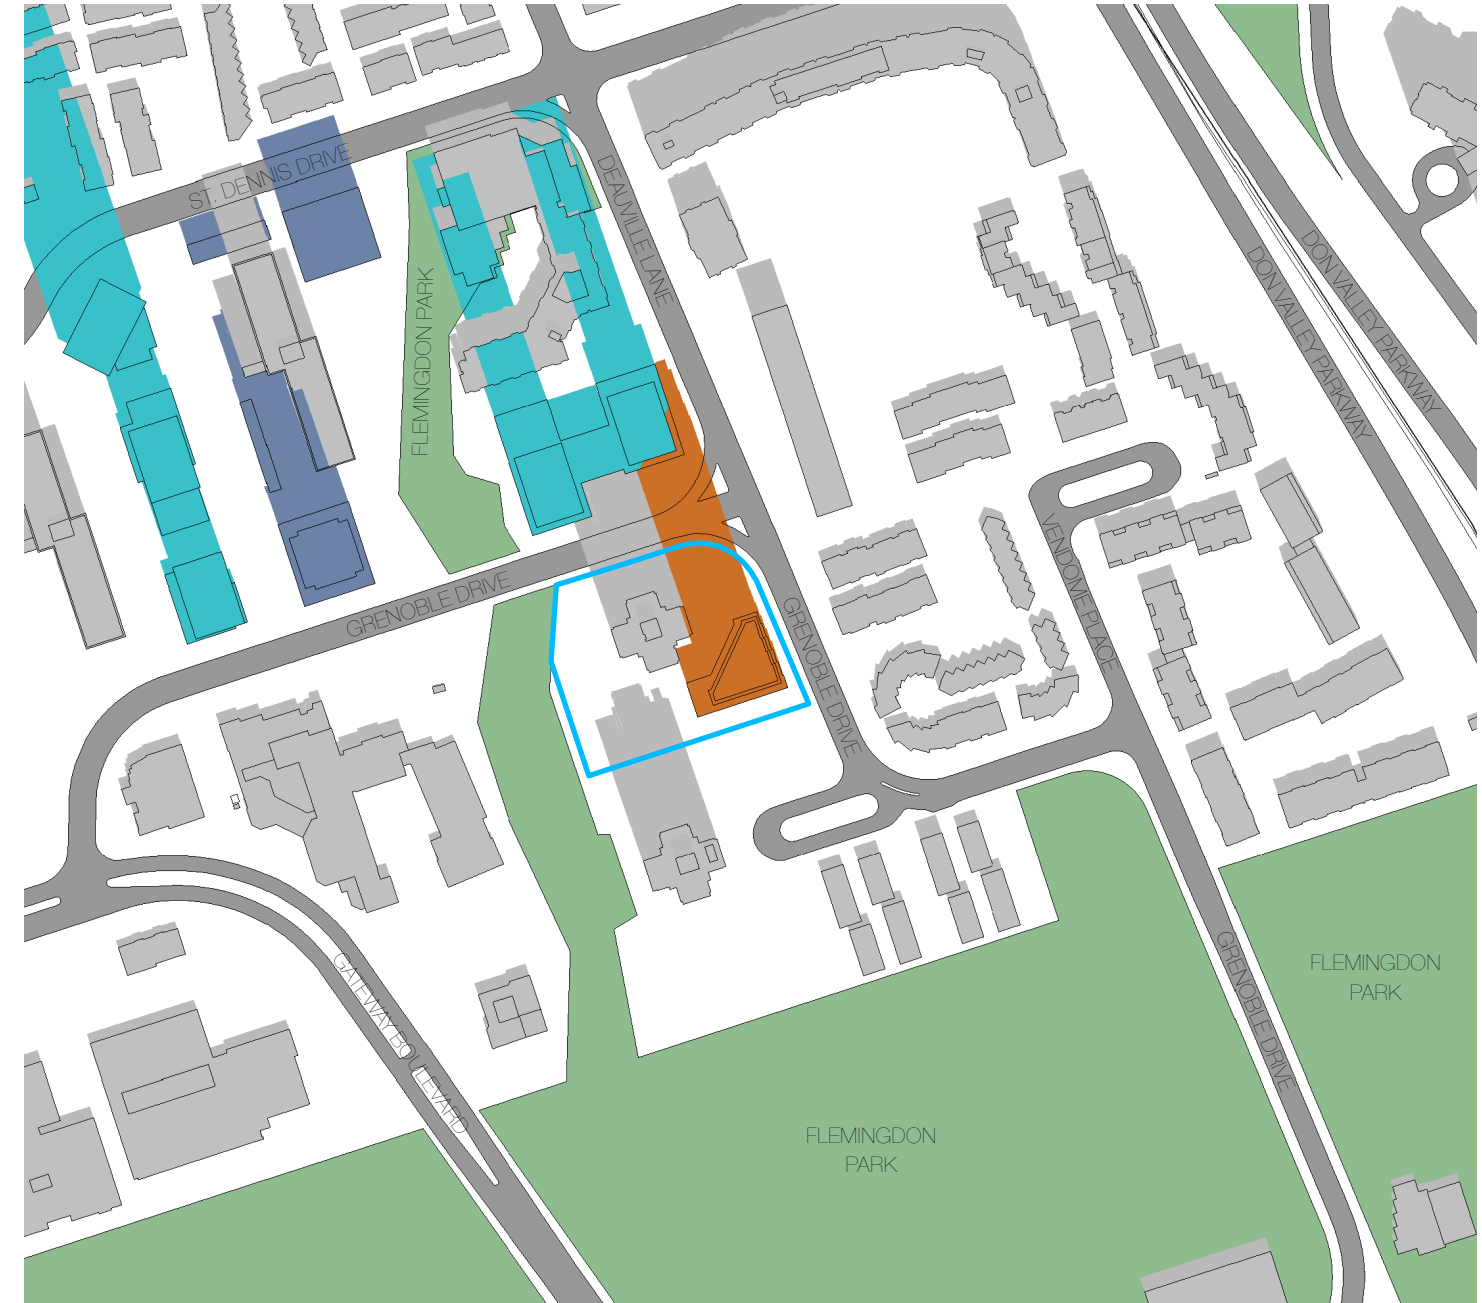 ST. DENNIS DRIVE
DEAUVILLE LANE
FLEMINGDON PARK
DON VALLEY PARKWAY
DON VALLEY PARKWAY
GRENOBLE DRIVE
GRENOBLE DRIVE
VENDOME PLACE
GATEWAY BOULEVARD
GRENOBLE DRIVE
FLEMINGDON
PARK
FLEMINGDON
PARK